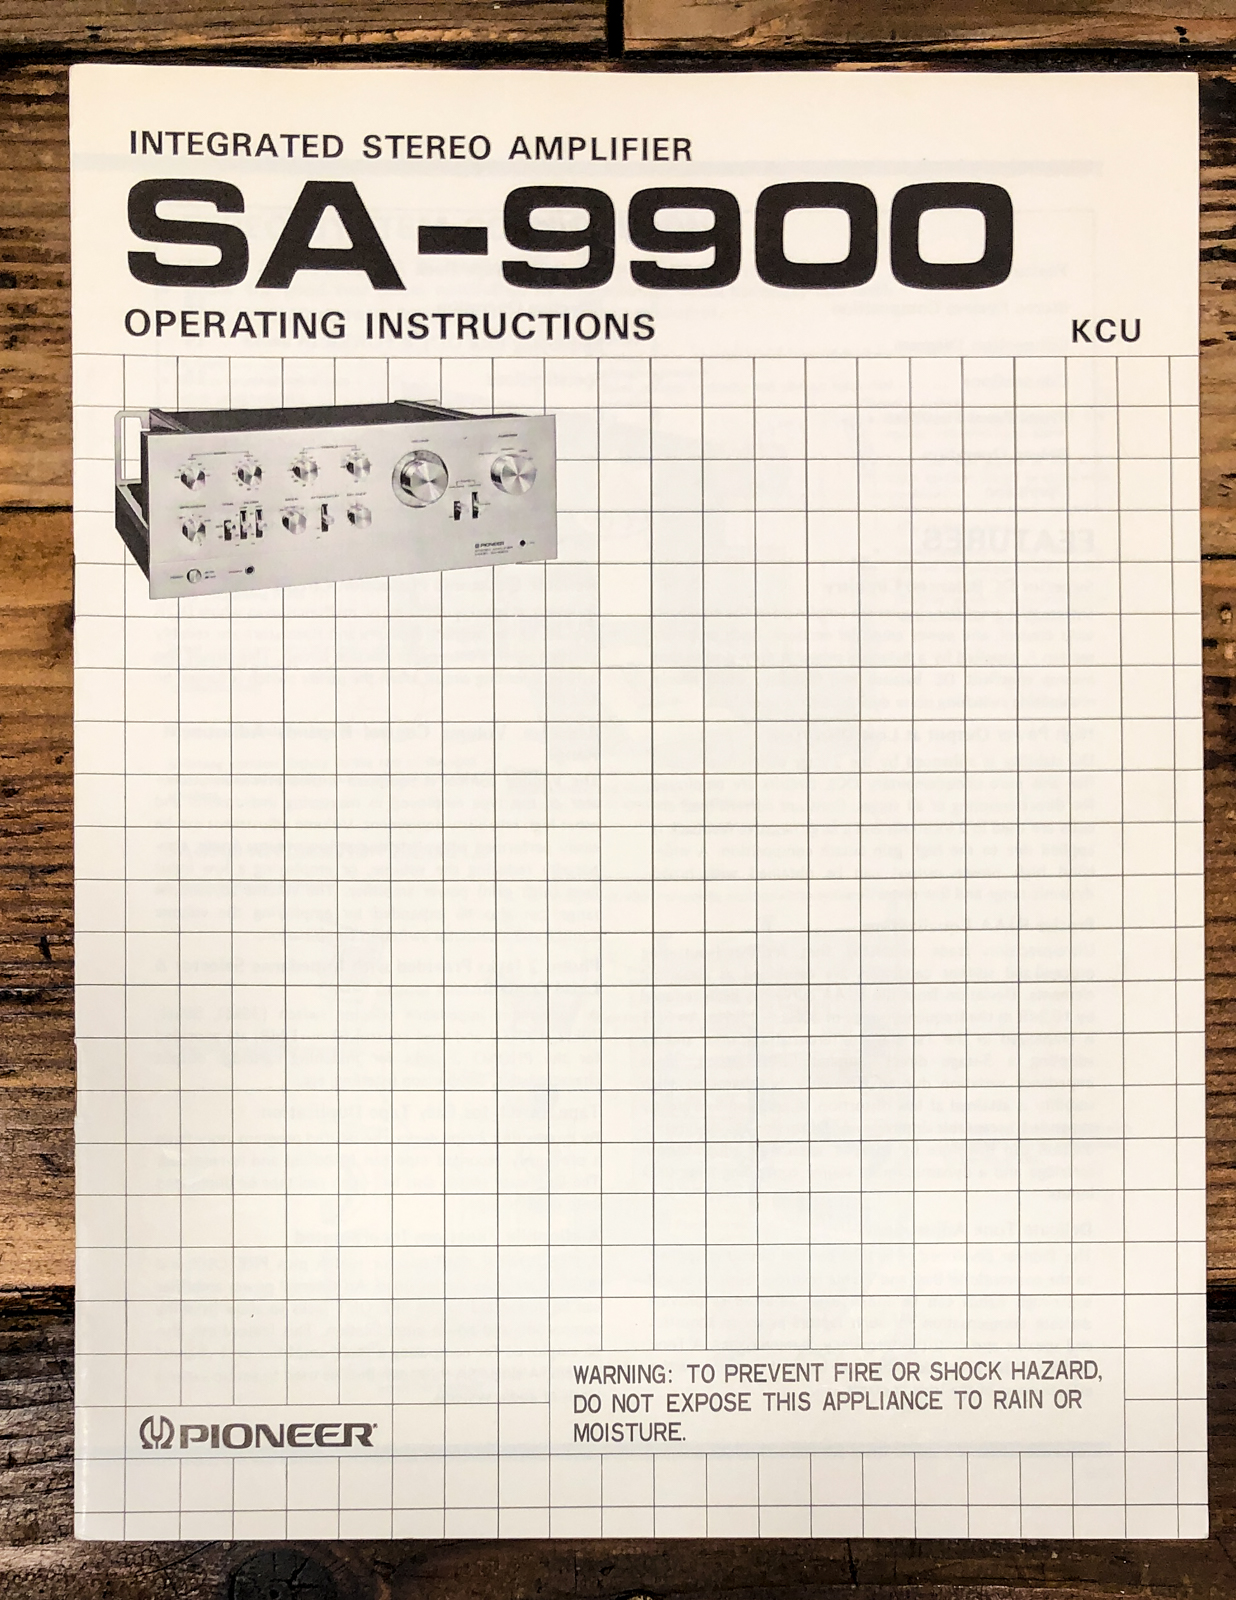 INTEGRATED STEREO AMPLIFIER
SA-9900
OPERATING INSTRUCTIONS
KCU
PIONEER
WARNING: TO PREVENT FIRE OR SHOCK HAZARD,
DO NOT EXPOSE THIS APPLIANCE TO RAIN OR
MOISTURE.
PIONEER